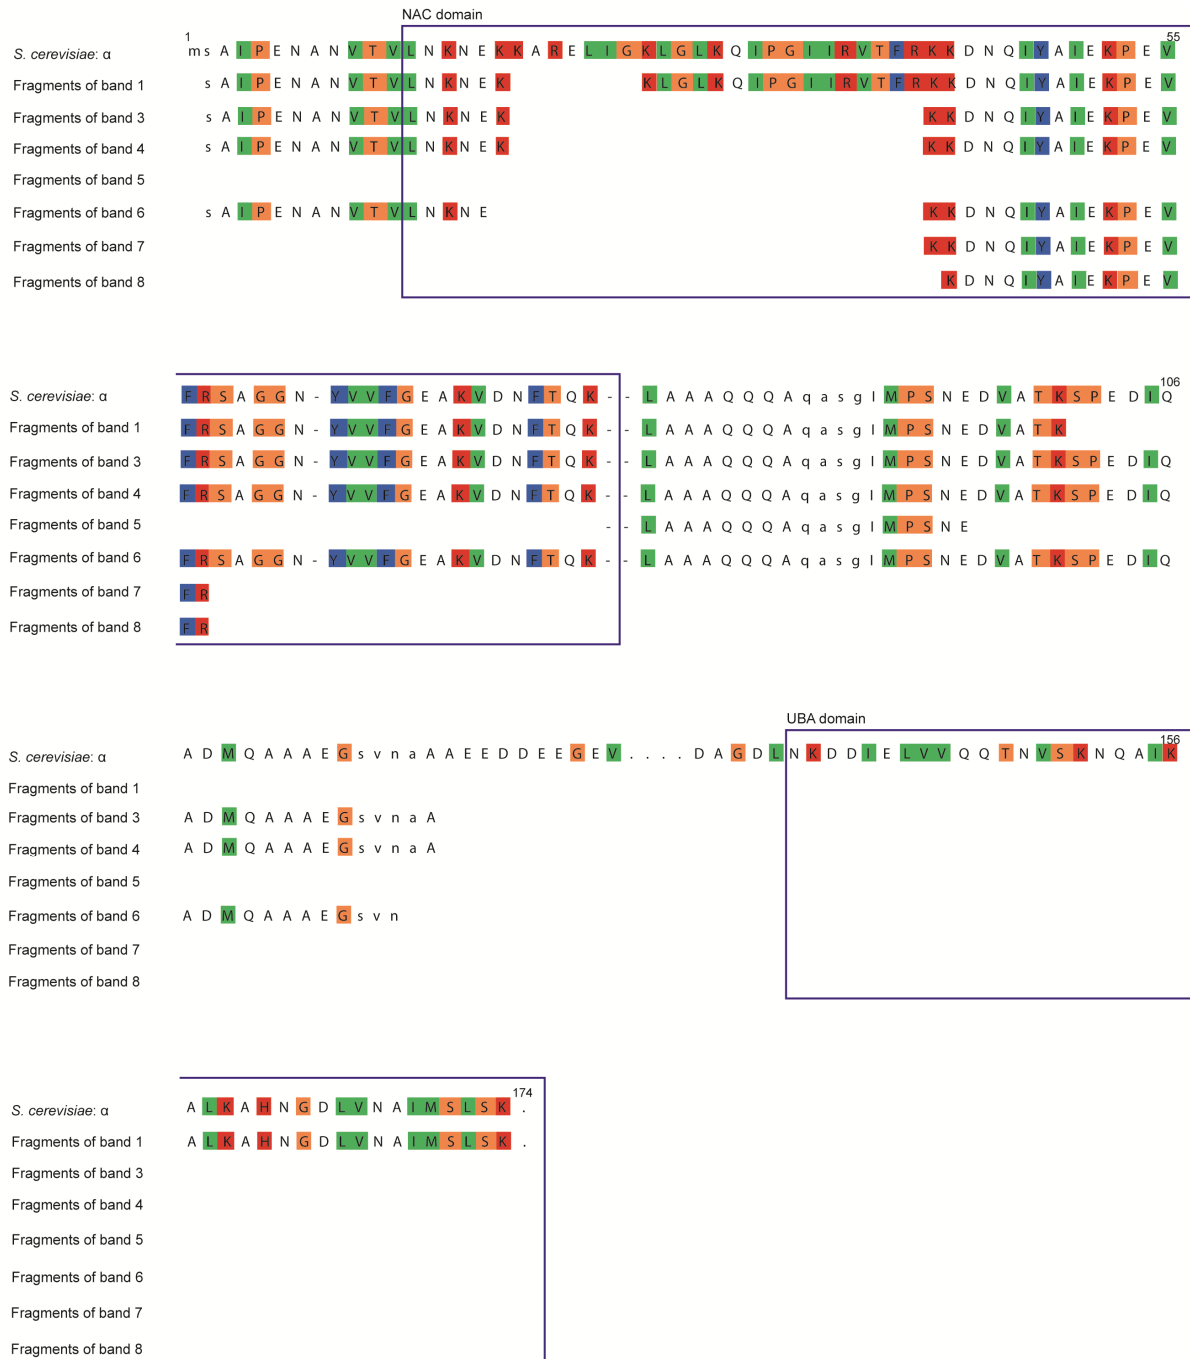 NAC domain
1 55
S. cerevisiae: α m s A I P E N A N V T V L N K N E K K A R E L I G K L G L K Q I P G I I R V T F R K K D N Q I Y A I E K P E V
Fragments of band 1 s A I P E N A N V T V L N K N E K K L G L K Q I P G I I R V T F R K K D N Q I Y A I E K P E V
Fragments of band 3 s A I P E N A N V T V L N K N E K K K D N Q I Y A I E K P E V
Fragments of band 4 s A I P E N A N V T V L N K N E K K K D N Q I Y A I E K P E V
Fragments of band 5
Fragments of band 6 s A I P E N A N V T V L N K N E K K D N Q I Y A I E K P E V
Fragments of band 7 K K D N Q I Y A I E K P E V
Fragments of band 8 K D N Q I Y A I E K P E V
106
S. cerevisiae: α F R S A G G N - Y V V F G E A K V D N F T Q K - - L A A A Q Q Q A q a s g I M P S N E D V A T K S P E D I Q
Fragments of band 1 F R S A G G N - Y V V F G E A K V D N F T Q K - - L A A A Q Q Q A q a s g I M P S N E D V A T K
Fragments of band 3 F R S A G G N - Y V V F G E A K V D N F T Q K - - L A A A Q Q Q A q a s g I M P S N E D V A T K S P E D I Q
Fragments of band 4 F R S A G G N - Y V V F G E A K V D N F T Q K - - L A A A Q Q Q A q a s g I M P S N E D V A T K S P E D I Q
Fragments of band 5 - - L A A A Q Q Q A q a s g I M P S N E
Fragments of band 6 F R S A G G N - Y V V F G E A K V D N F T Q K - - L A A A Q Q Q A q a s g I M P S N E D V A T K S P E D I Q
Fragments of band 7 F R
Fragments of band 8 F R
UBA domain
156
S. cerevisiae: α A D M Q A A A E G s v n a A A E E D D E E G E V . . . . D A G D L N K D D I E L V V Q Q T N V S K N Q A I K
Fragments of band 1
Fragments of band 3 A D M Q A A A E G s v n a A
Fragments of band 4 A D M Q A A A E G s v n a A
Fragments of band 5
Fragments of band 6 A D M Q A A A E G s v n
Fragments of band 7
Fragments of band 8
174
S. cerevisiae: α A L K A H N G D L V N A I M S L S K .
Fragments of band 1 A L K A H N G D L V N A I M S L S K .
Fragments of band 3
Fragments of band 4
Fragments of band 5
Fragments of band 6
Fragments of band 7
Fragments of band 8